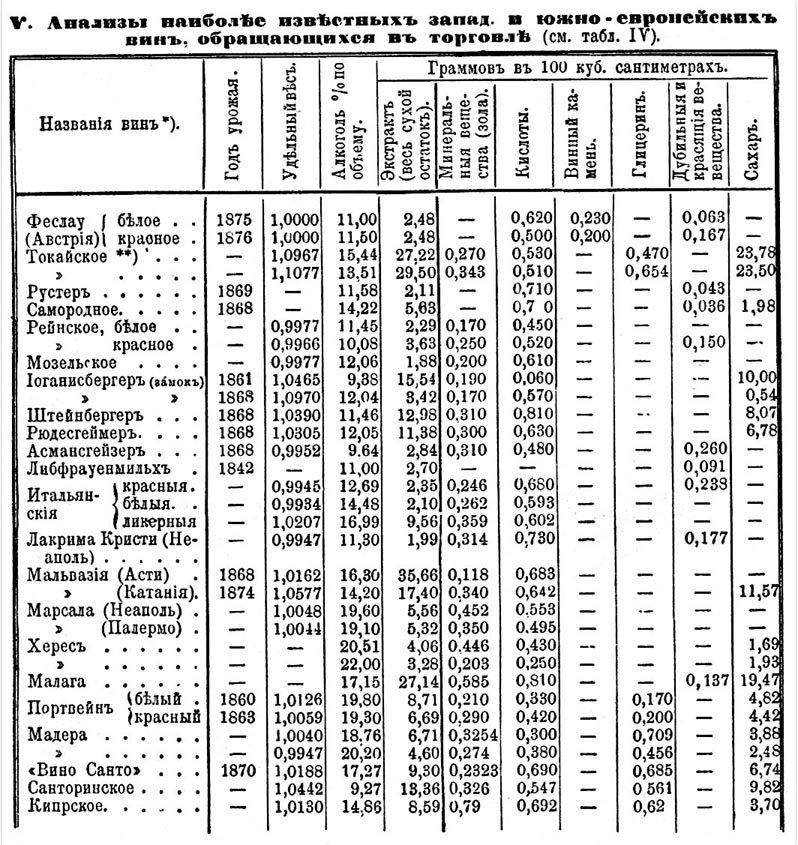 V. Анализы наиболѣе извѣстныхъ запад. и южно-европейскихъ
винъ, обращающихся въ торговлѣ (см. табл. IV).
Названія винъ*).
Годъ урожая.
Удѣльный вѣсъ.
Алкоголь % по
объему.
Граммовъ въ 100 куб. сантиметрахъ.
Экстрактъ
(весь сухой
остатокъ).
Минераль-
ныя веще-
ства (зола).
Кислоты.
Винный ка-
мень.
Глицеринъ.
Дубильныя и
красящія ве-
щества.
Сахаръ.
Феслау { бѣлое . . 1875 1,0000 11,00 2,48 — 0,620 0,230 — 0,063 —
(Австрія) { красное . 1876 1,0000 11,50 2,48 — 0,500 0,200 — 0,167 —
Токайское **) . . . — 1,0967 15,44 27,22 0,270 0,530 — 0,470 — 23,78
» . . . . . — 1,1077 13,51 29,50 0,343 0,510 — 0,654 — 23,50
Рустеръ . . . . . . 1869 — 11,58 2,11 — 0,710 — — 0,043 —
Самородное. . . . . 1868 — 14,22 5,63 — 0,7 0 — — 0,036 1,98
Рейнское, бѣлое . . — 0,9977 11,45 2,29 0,170 0,450 — — — —
» красное . — 0,9966 10,08 3,63 0,250 0,520 — — 0,150 —
Мозельское . . . . — 0,9977 12,06 1,88 0,200 0,610 — — — —
Іоганисбергеръ (замокъ) 1861 1,0465 9,38 15,54 0,190 0,060 — — — 10,00
» » 1868 1,0970 12,04 3,42 0,170 0,570 — — — 0,54
Штейнбергеръ . . . 1868 1,0390 11,46 12,98 0,310 0,810 — — — 8,07
Рюдесгеймеръ. . . . 1868 1,0305 12,05 11,38 0,300 0,630 — — — 6,78
Асмансгейзеръ . . . 1868 0,9952 9.64 2,84 0,310 0,480 — — 0,260 —
Либфрауенмильхъ . 1842 — 11,00 2,70 — — — — 0,091 —
Итальян-
скія
{ красныя. — 0,9945 12,69 2,35 0,246 0,680 — — 0,238 —
бѣлыя. . — 0,9934 14,48 2,10 0,262 0,593 — — — —
ликерныя — 1,0207 16,99 9,56 0,359 0,602 — — — —
Лакрима Кристи (Не- — 0,9947 11,30 1,99 0,314 0,730 — — 0,177 —
аполь) . . . . . .
Мальвазія (Асти) . 1868 1,0162 16,30 35,66 0,118 0,683 — — — —
» (Катанія). 1874 1,0577 14,20 17,40 0,340 0,642 — — — 11,57
Марсала (Неаполь) . — 1,0048 19,60 5,56 0,452 0.553 — — — —
» (Палермо) . — 1,0044 19,10 5,32 0,350 0.495 — — — —
Хересъ . . . . . . — — 20,51 4,06 0.446 0,430 — — — 1,69
» . . . . . . — — 22,00 3,28 0,203 0,250 — — — 1,93
Малага . . . . . . — — 17,15 27,14 0,585 0,810 — — 0,137 19,47
Портвейнъ
{ бѣлый . 1860 1,0126 19,80 8,71 0,210 0,330 — 0,170 — 4,82
красный 1863 1,0059 19,30 6,69 0,290 0,420 — 0,200 — 4,42
Мадера . . . . . . — 1,0040 18.76 6,71 0,3254 0,300 — 0,709 — 3,88
» . . . . . . — 0,9947 20,20 4,60 0,274 0,380 — 0,456 — 2,48
«Вино Санто» . . . 1870 1,0188 17,27 9,30 0,2323 0,690 — 0,685 — 6,74
Санторинское . . . . — 1,0442 9,27 13,36 0,326 0,547 — 0 561 — 9,82
Кипрское. . . . . . — 1,0130 14,86 8,59 0,79 0,692 — 0,62 — 3,70